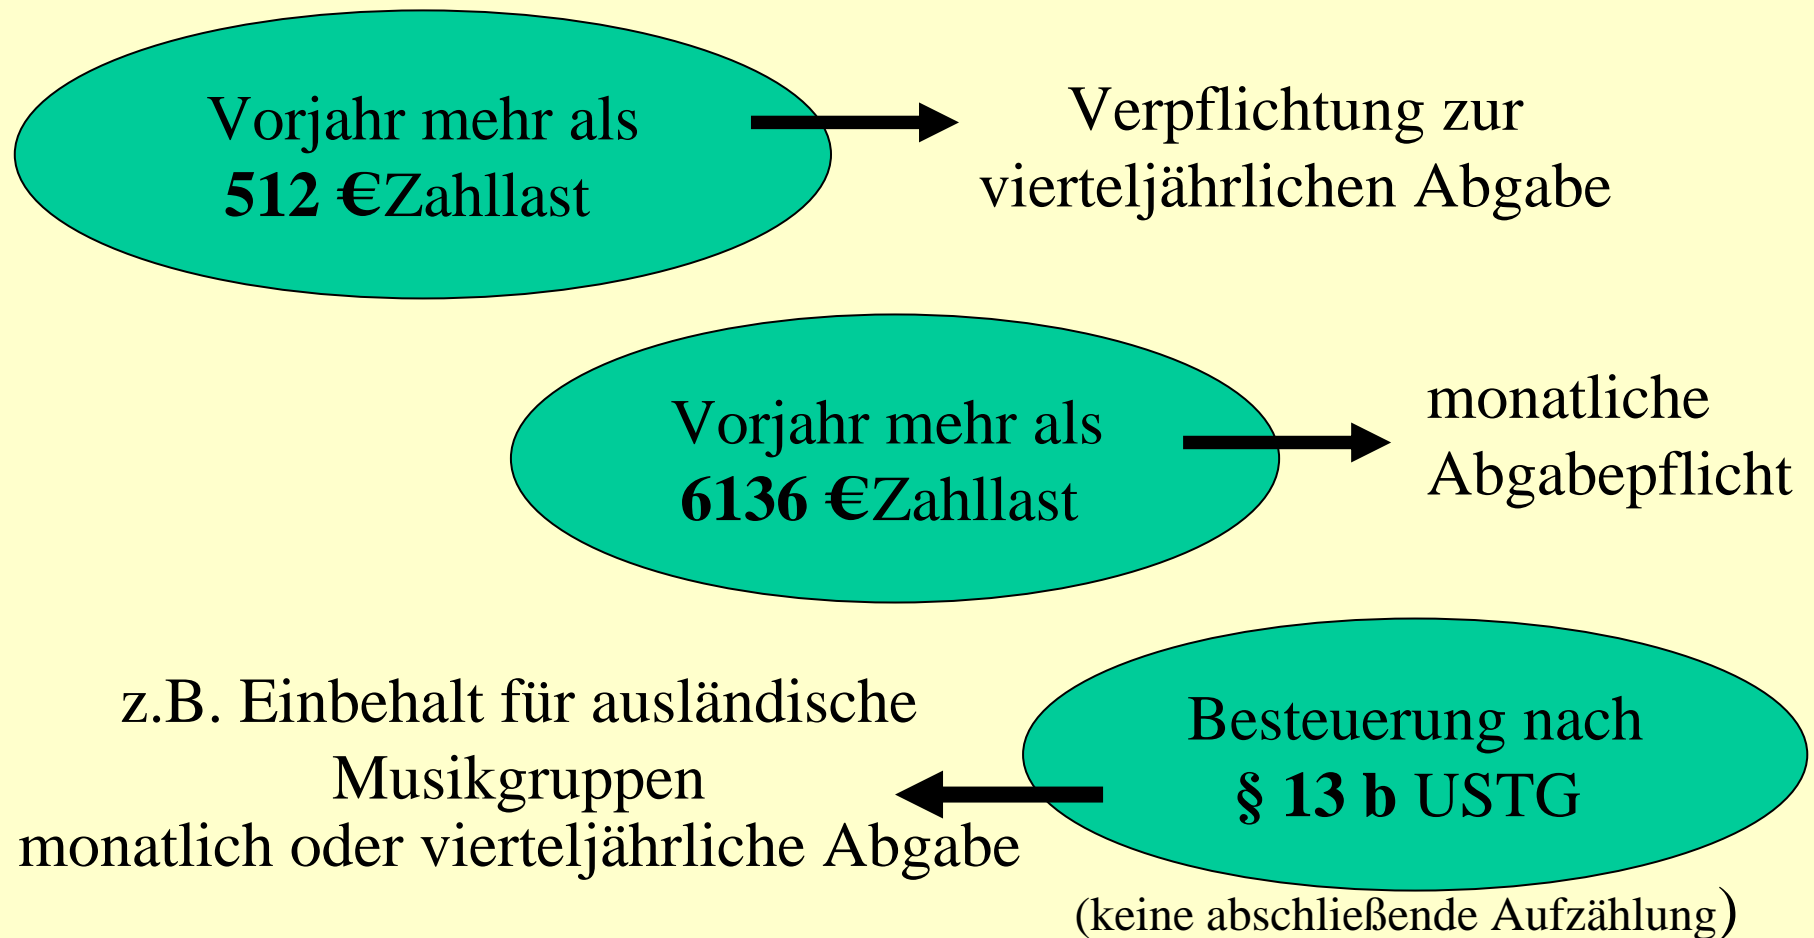 Vorjahr mehr als
512 €Zahllast
Verpflichtung zur
vierteljährlichen Abgabe
Vorjahr mehr als
6136 €Zahllast
monatliche
Abgabepflicht
z.B. Einbehalt für ausländische
Musikgruppen
monatlich oder vierteljährliche Abgabe
Besteuerung nach
§ 13 b USTG
(keine abschließende Aufzählung)